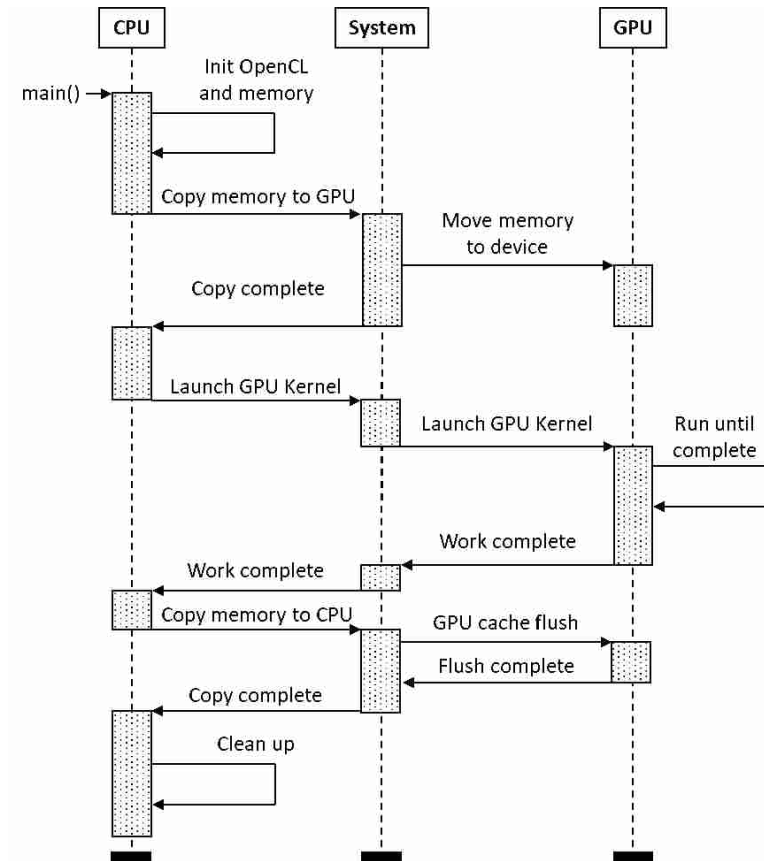 CPU
System
GPU
main()
Init OpenCL
and memory
Copy memory to GPU
Move memory
to device
Copy complete
Launch GPU Kernel
Launch GPU Kernel
Run until
complete
Work complete
Work complete
Copy memory to CPU
GPU cache flush
Flush complete
Copy complete
Clean up